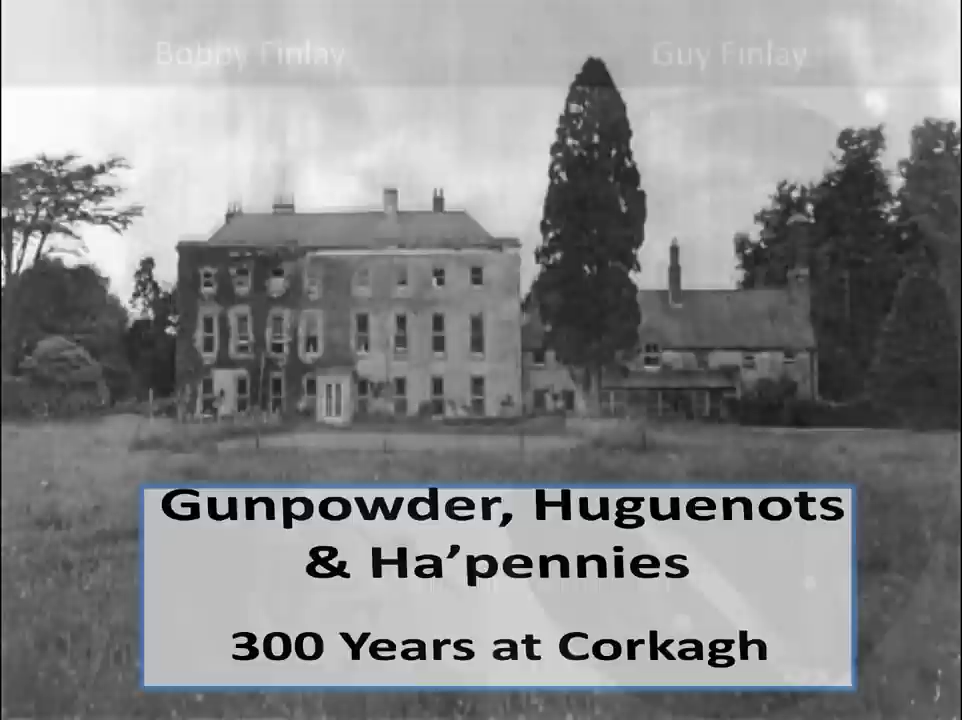 Bobby Finlay Guy Finlay
Gunpowder, Huguenots
& Ha’pennies
300 Years at Corkagh